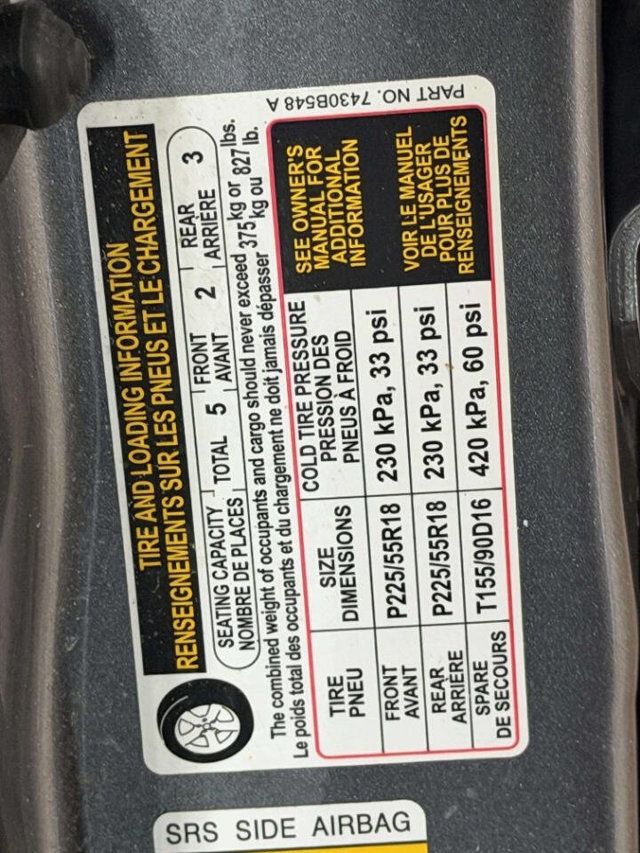 PART NO. 7430B548 A
TIRE AND LOADING INFORMATION
RENSEIGNEMENTS SUR LES PNEUS ET LE CHARGEMENT
SEATING CAPACITY TOTAL 5 FRONT 2 REAR 3
NOMBRE DE PLACES AVANT ARRIÈRE
The combined weight of occupants and cargo should never exceed 375 kg or 827 lbs.
Le poids total des occupants et du chargement ne doit jamais dépasser kg ou lb.
TIRE SIZE COLD TIRE PRESSURE
PNEU DIMENSIONS PRESSION DES
PNEUS À FROID
FRONT P225/55R18 230 kPa, 33 psi
AVANT
REAR P225/55R18 230 kPa, 33 psi
ARRIÈRE
SPARE T155/90D16 420 kPa, 60 psi
DE SECOURS
SEE OWNER'S
MANUAL FOR
ADDITIONAL
INFORMATION
VOIR LE MANUEL
DE L'USAGER
POUR PLUS DE
RENSEIGNEMENTS
SRS SIDE AIRBAG